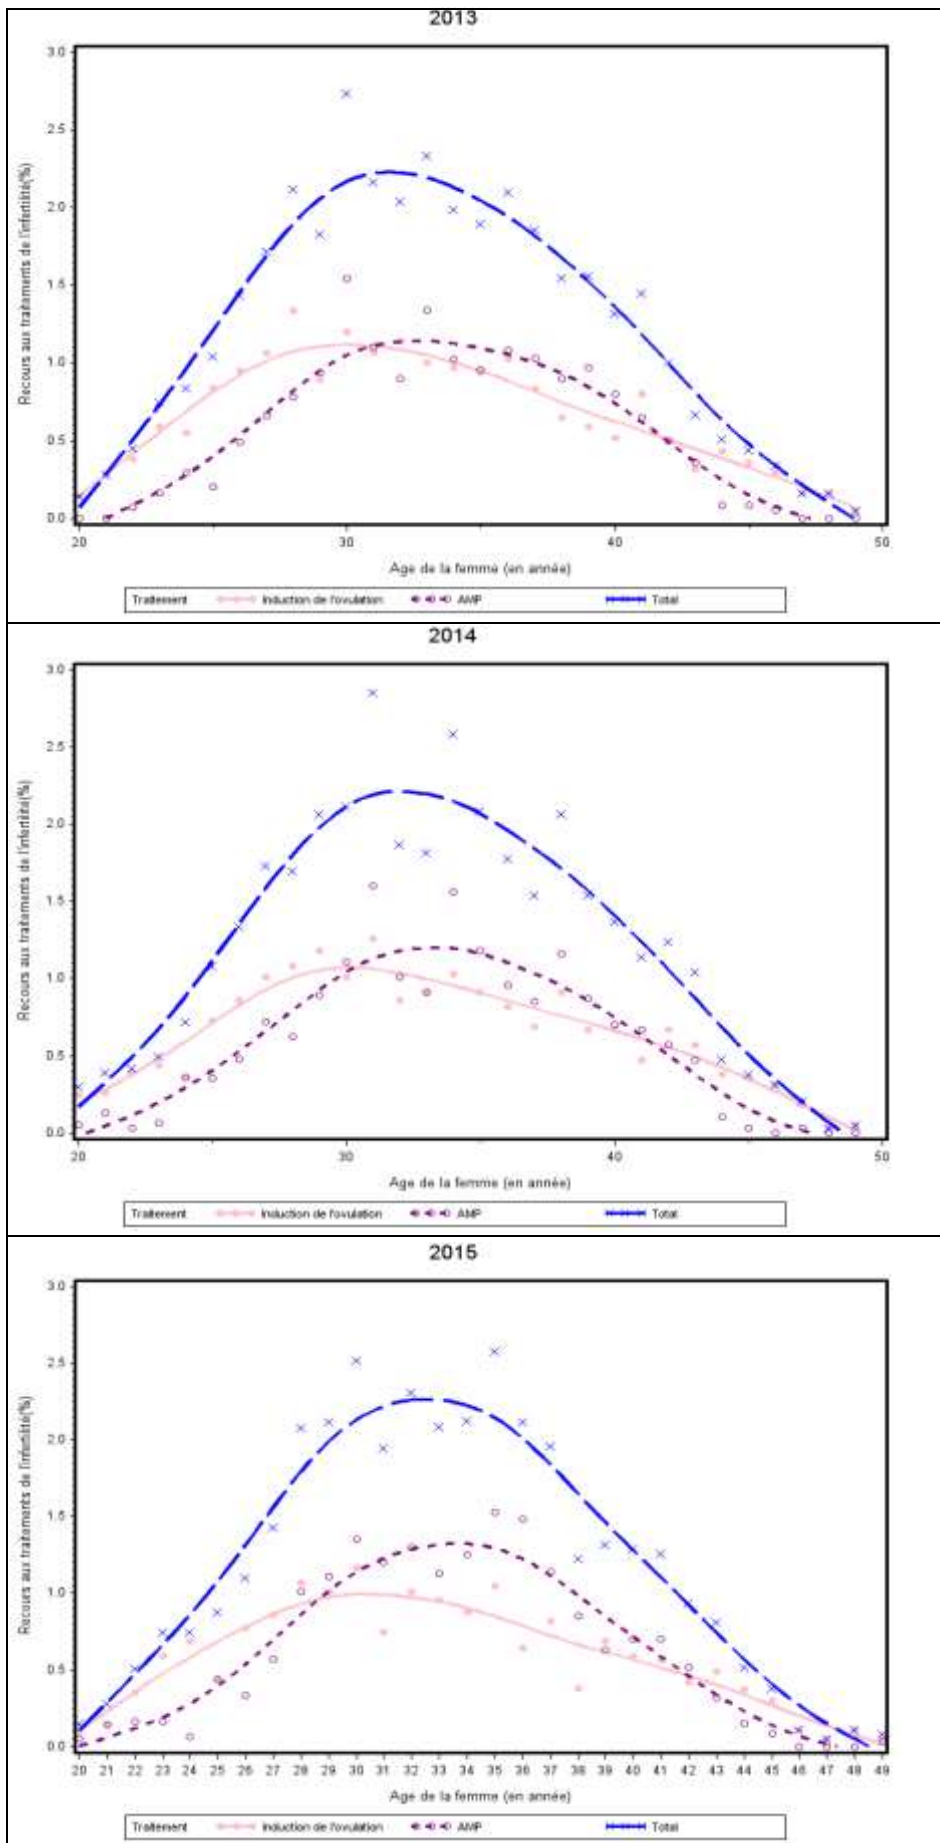 2013
Recours aux traitements de l'infertilité(%)
3.0
2.5
2.0
1.5
1.0
0.5
0.0
20 30 40 50
Age de la femme (en année)
Traitement Induction de l'ovulation AMP Total
2014
Recours aux traitements de l'infertilité(%)
3.0
2.5
2.0
1.5
1.0
0.5
0.0
20 30 40 50
Age de la femme (en année)
Traitement Induction de l'ovulation AMP Total
2015
Recours aux traitements de l'infertilité(%)
3.0
2.5
2.0
1.5
1.0
0.5
0.0
20 21 22 23 24 25 26 27 28 29 30 31 32 33 34 35 36 37 38 39 40 41 42 43 44 45 46 47 48 49
Age de la femme (en année)
Traitement Induction de l'ovulation AMP Total